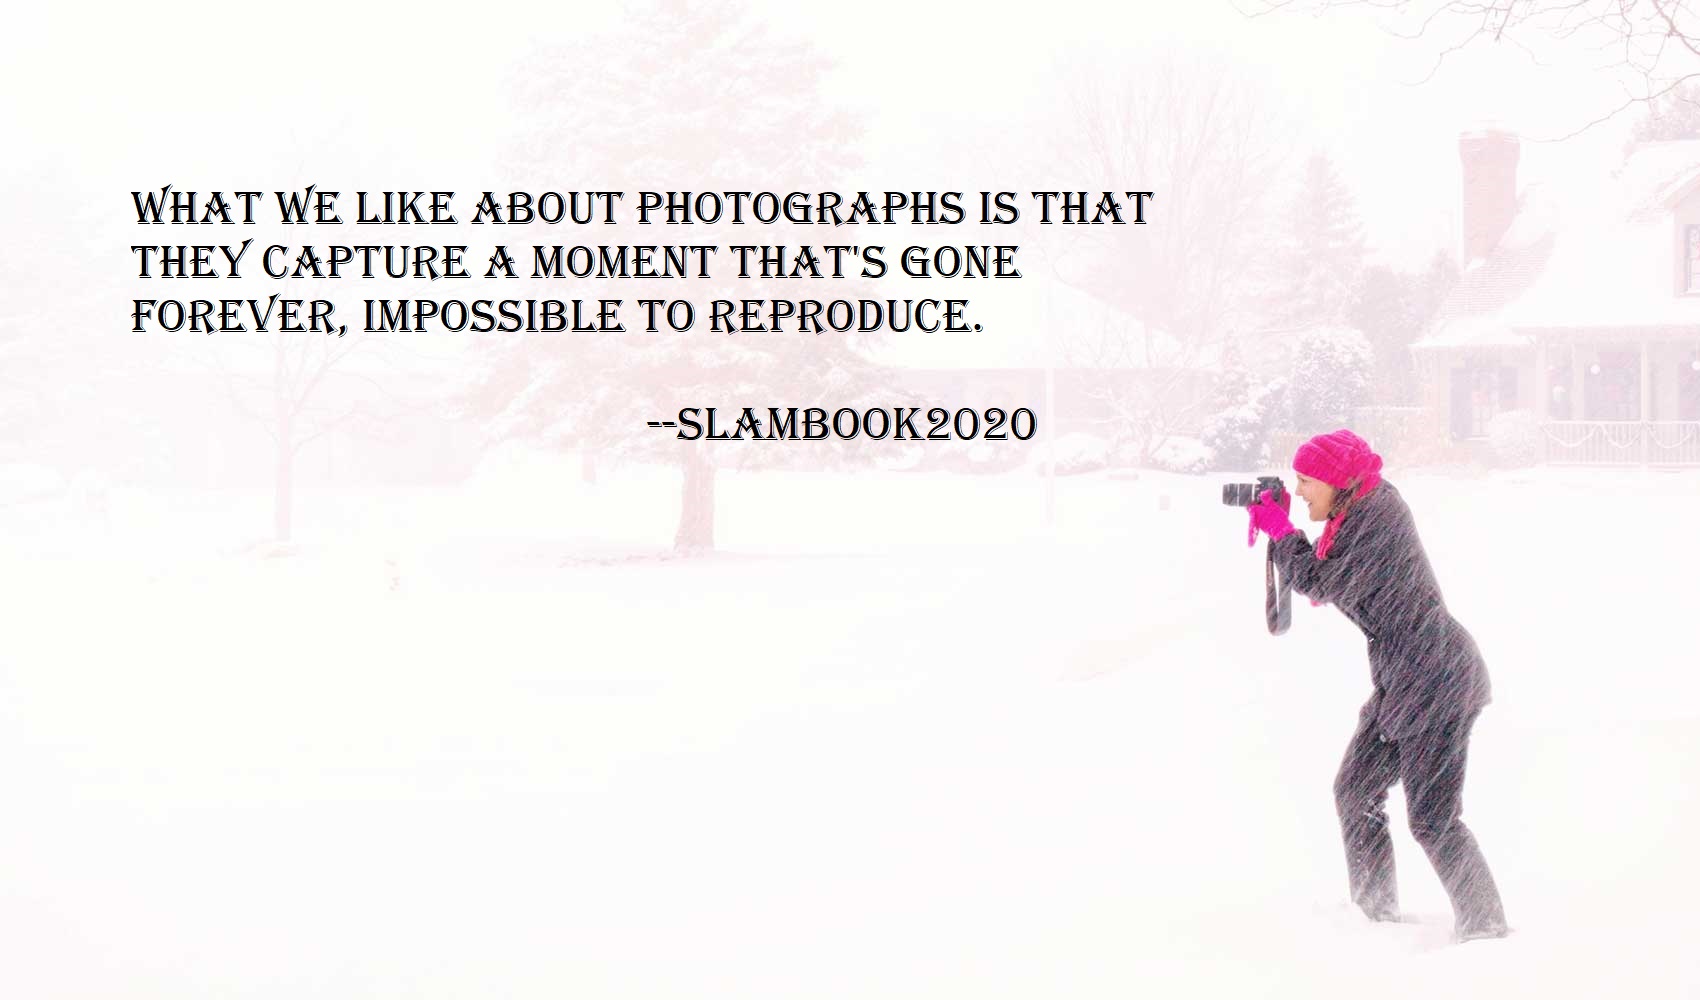 WHAT WE LIKE ABOUT PHOTOGRAPHS IS THAT
THEY CAPTURE A MOMENT THAT'S GONE
FOREVER, IMPOSSIBLE TO REPRODUCE.
--SLAMBOOK2020